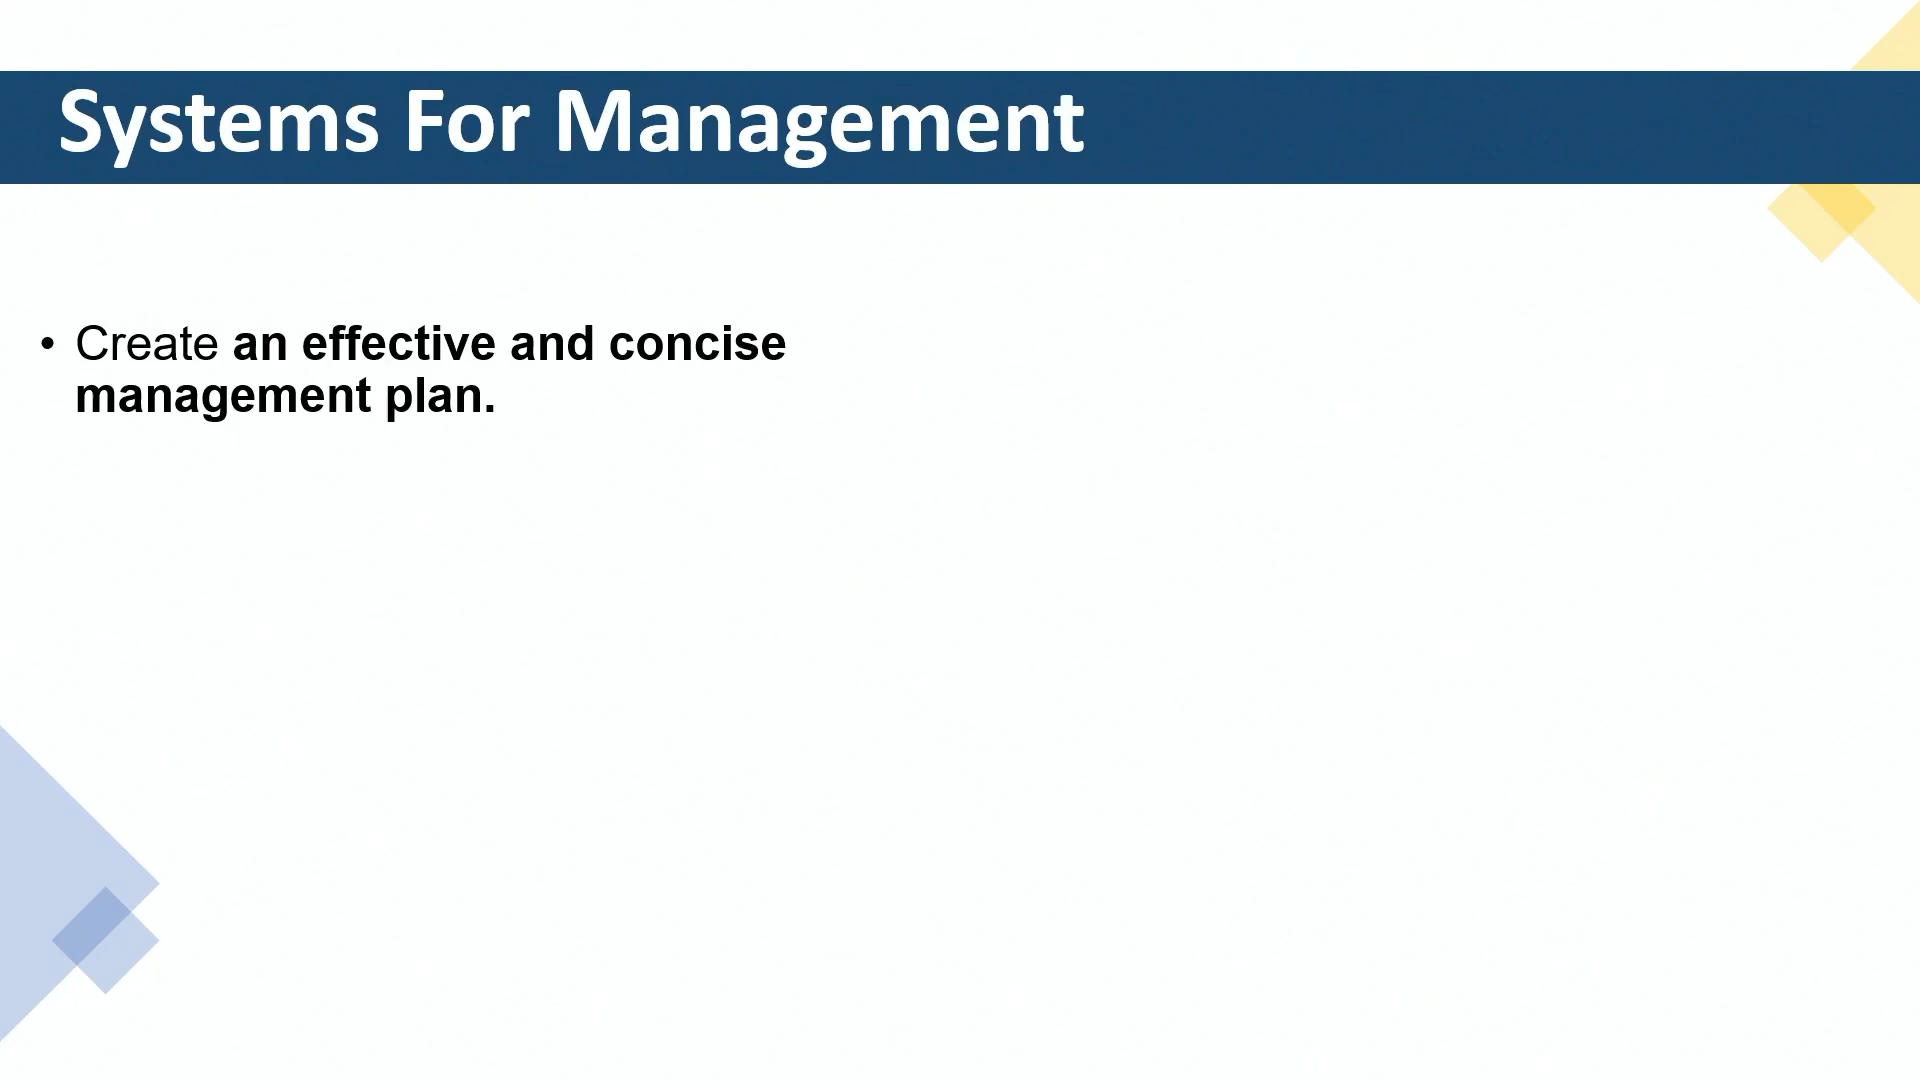 Systems For Management
• Create an effective and concise
management plan.